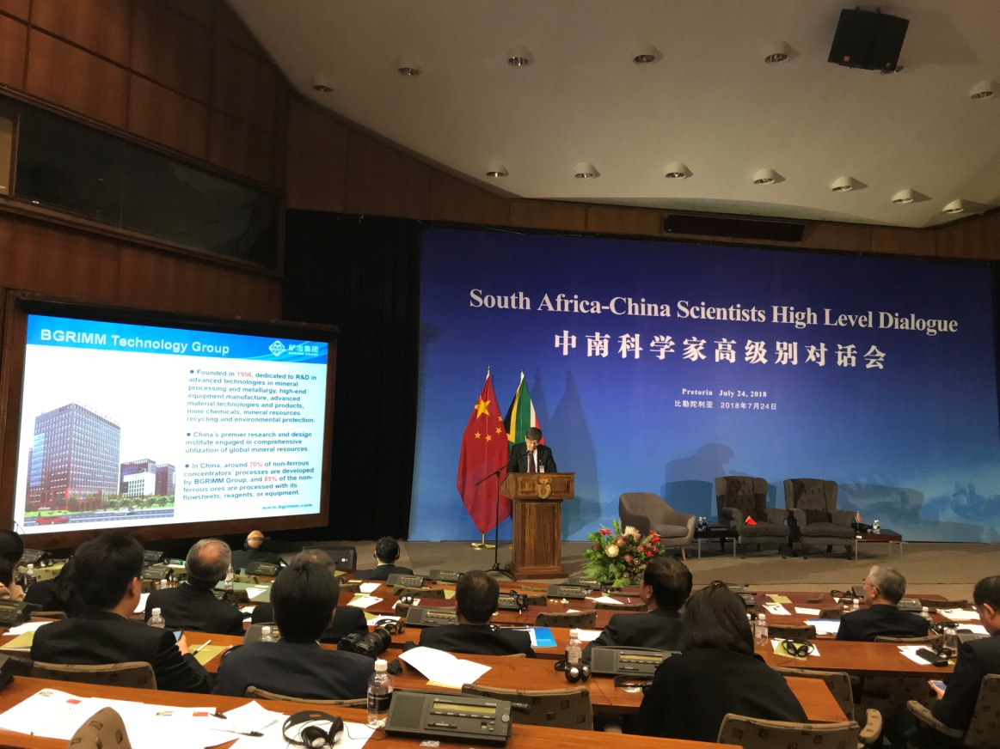 South Africa-China Scientists High Level Dialogue
中南科学家高级别对话会
Pretoria July 24, 2018
比勒陀利亚 2018年7月24日
BGRIMM Technology Group
矿冶集团
BGRIMM GROUP
● Founded in 1956, dedicated to R&D in
advanced technologies in mineral
processing and metallurgy, high-end
equipment manufacture, advanced
material technologies and products,
mine chemicals, mineral resources
recycling and environmental protection.
● China's premier research and design
institute engaged in comprehensive
utilization of global mineral resources
● In China, around 70% of non-ferrous
concentrators' processes are developed
by BGRIMM Group, and 85% of the non-
ferrous ores are processed with its
flowsheets, reagents, or equipment.
www.bgrimm.com